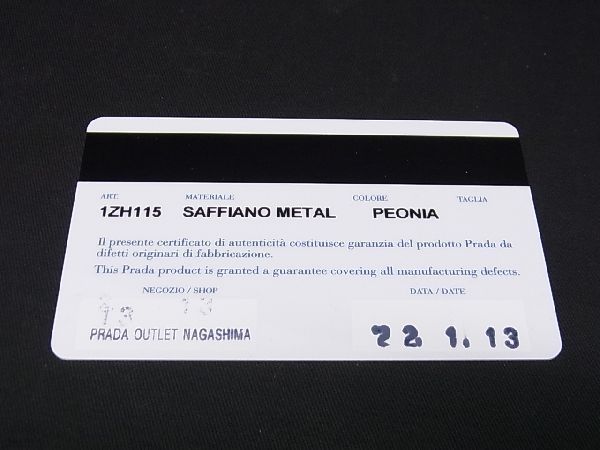 ART. MATERIALE COLORE TAGLIA
1ZH115 SAFFIANO METAL PEONIA
Il presente certificato di autenticità costituisce garanzia del prodotto Prada da
difetti originari di fabbricazione.
This Prada product is granted a guarantee covering all manufacturing defects.
NEGOZIO / SHOP DATA / DATE
13 13
PRADA OUTLET NAGASHIMA 22. 1. 13